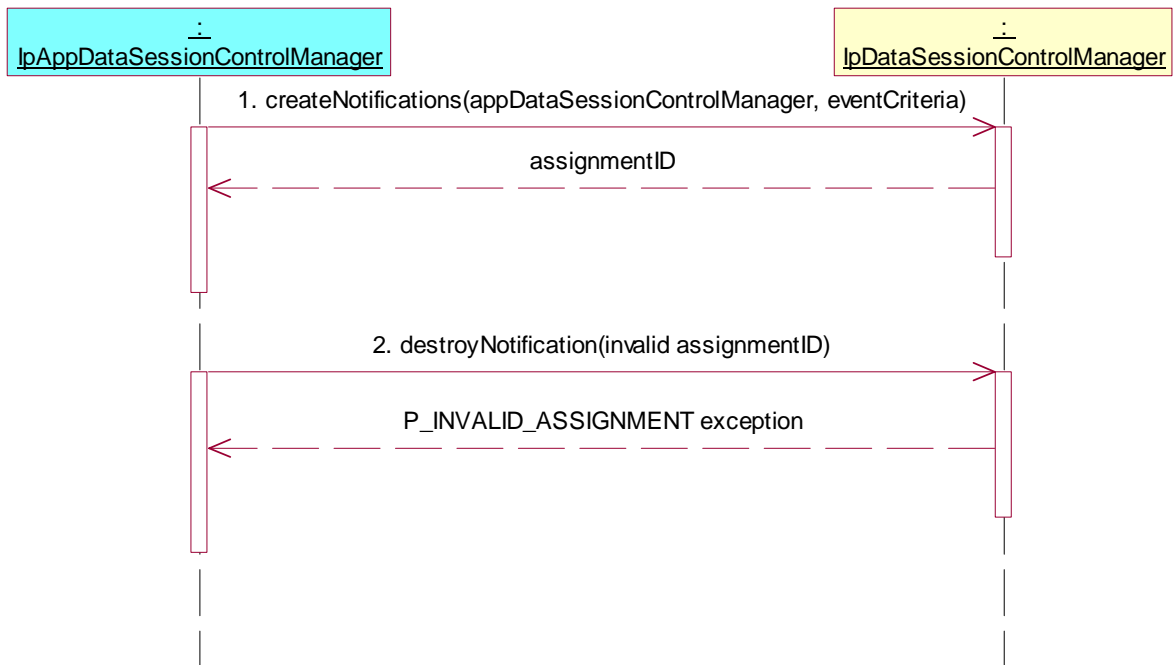 :
IpAppDataSessionControlManager
:
IpDataSessionControlManager
1. createNotifications(appDataSessionControlManager, eventCriteria)
assignmentID
2. destroyNotification(invalid assignmentID)
P_INVALID_ASSIGNMENT exception